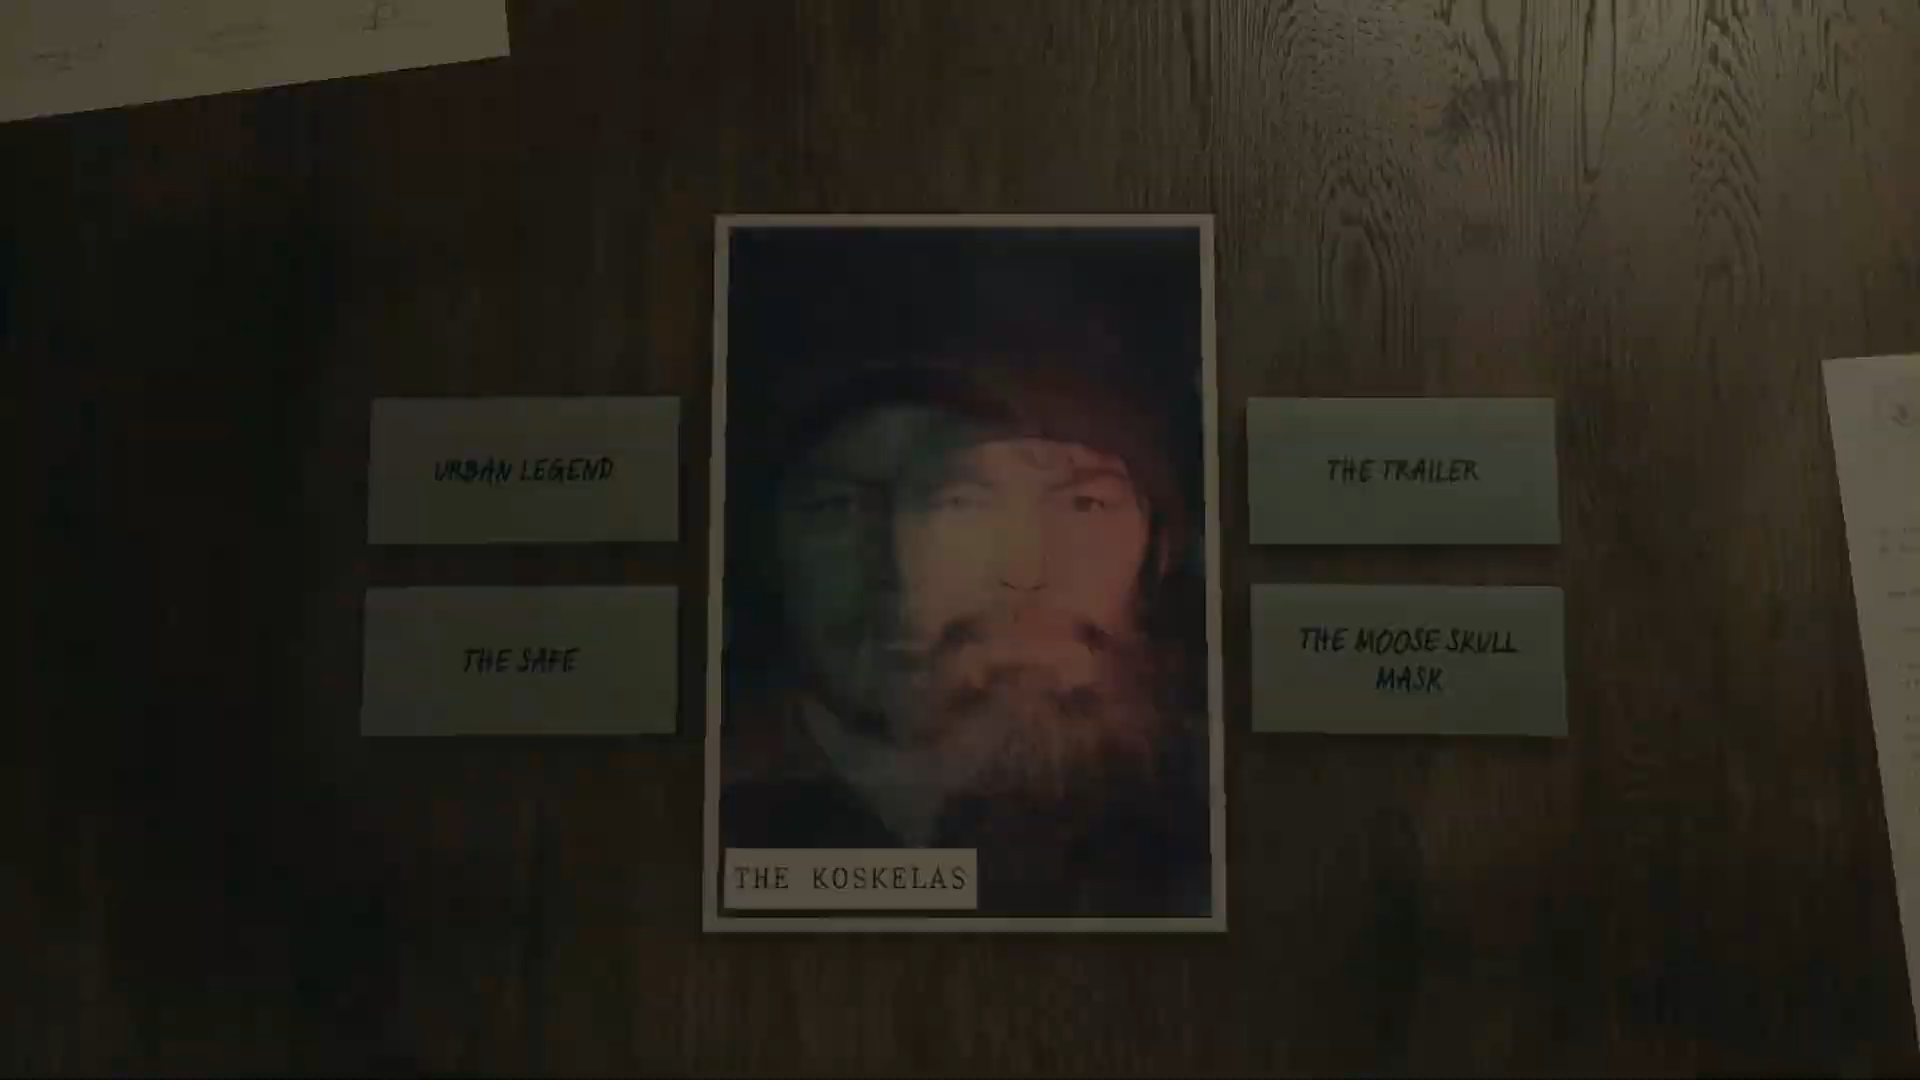 URBAN LEGEND
THE TRAILER
THE SAFE
THE MOOSE SKULL
MASK
THE KOSKELAS